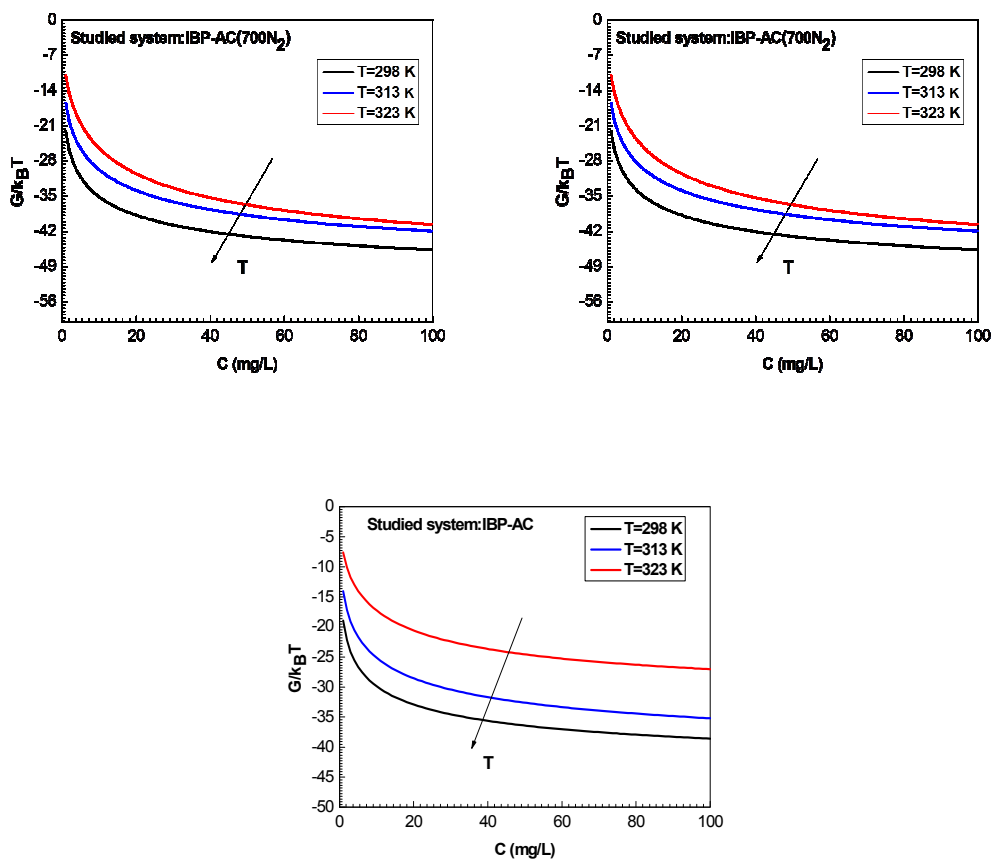 Studied system:IBP-AC(700N2)
T=298 K
T=313 K
T=323 K
0
-7
-14
-21
-28
-35
-42
-49
-56
G/kBT
T
0 20 40 60 80 100
C (mg/L)
Studied system:IBP-AC(700N2)
T=298 K
T=313 K
T=323 K
0
-7
-14
-21
-28
-35
-42
-49
-56
G/kBT
T
0 20 40 60 80 100
C (mg/L)
Studied system:IBP-AC
T=298 K
T=313 K
T=323 K
0
-5
-10
-15
-20
-25
-30
-35
-40
-45
-50
G/kBT
T
0 20 40 60 80 100
C (mg/L)